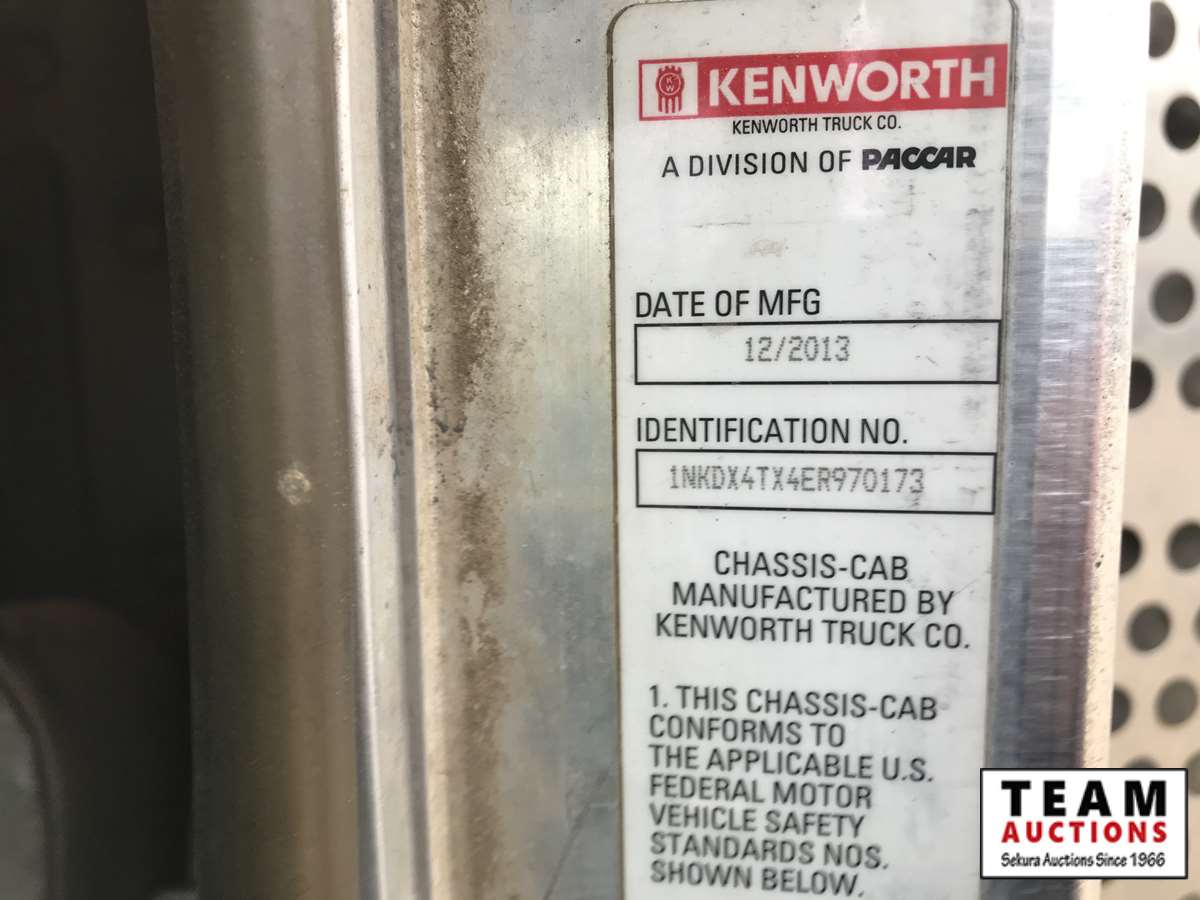 KW KENWORTH
KENWORTH TRUCK CO.
A DIVISION OF PACCAR
DATE OF MFG
12/2013
IDENTIFICATION NO.
1NKDX4TX4ER970173
CHASSIS-CAB
MANUFACTURED BY
KENWORTH TRUCK CO.
1. THIS CHASSIS-CAB
CONFORMS TO
THE APPLICABLE U.S.
FEDERAL MOTOR
VEHICLE SAFETY
STANDARDS NOS.
SHOWN BELOW.
TEAM
AUCTIONS
Sekura Auctions Since 1966